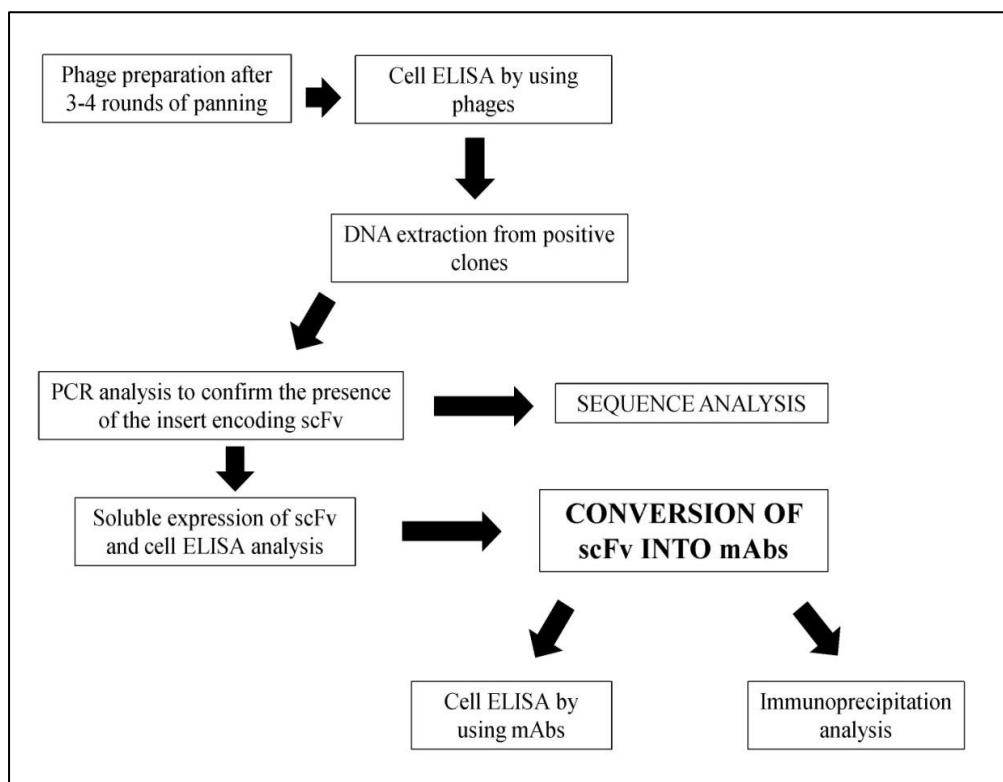 Phage preparation after
3-4 rounds of panning
Cell ELISA by using
phages
DNA extraction from positive
clones
PCR analysis to confirm the presence
of the insert encoding scFv
SEQUENCE ANALYSIS
Soluble expression of scFv
and cell ELISA analysis
CONVERSION OF
scFv INTO mAbs
Cell ELISA by
using mAbs
Immunoprecipitation
analysis